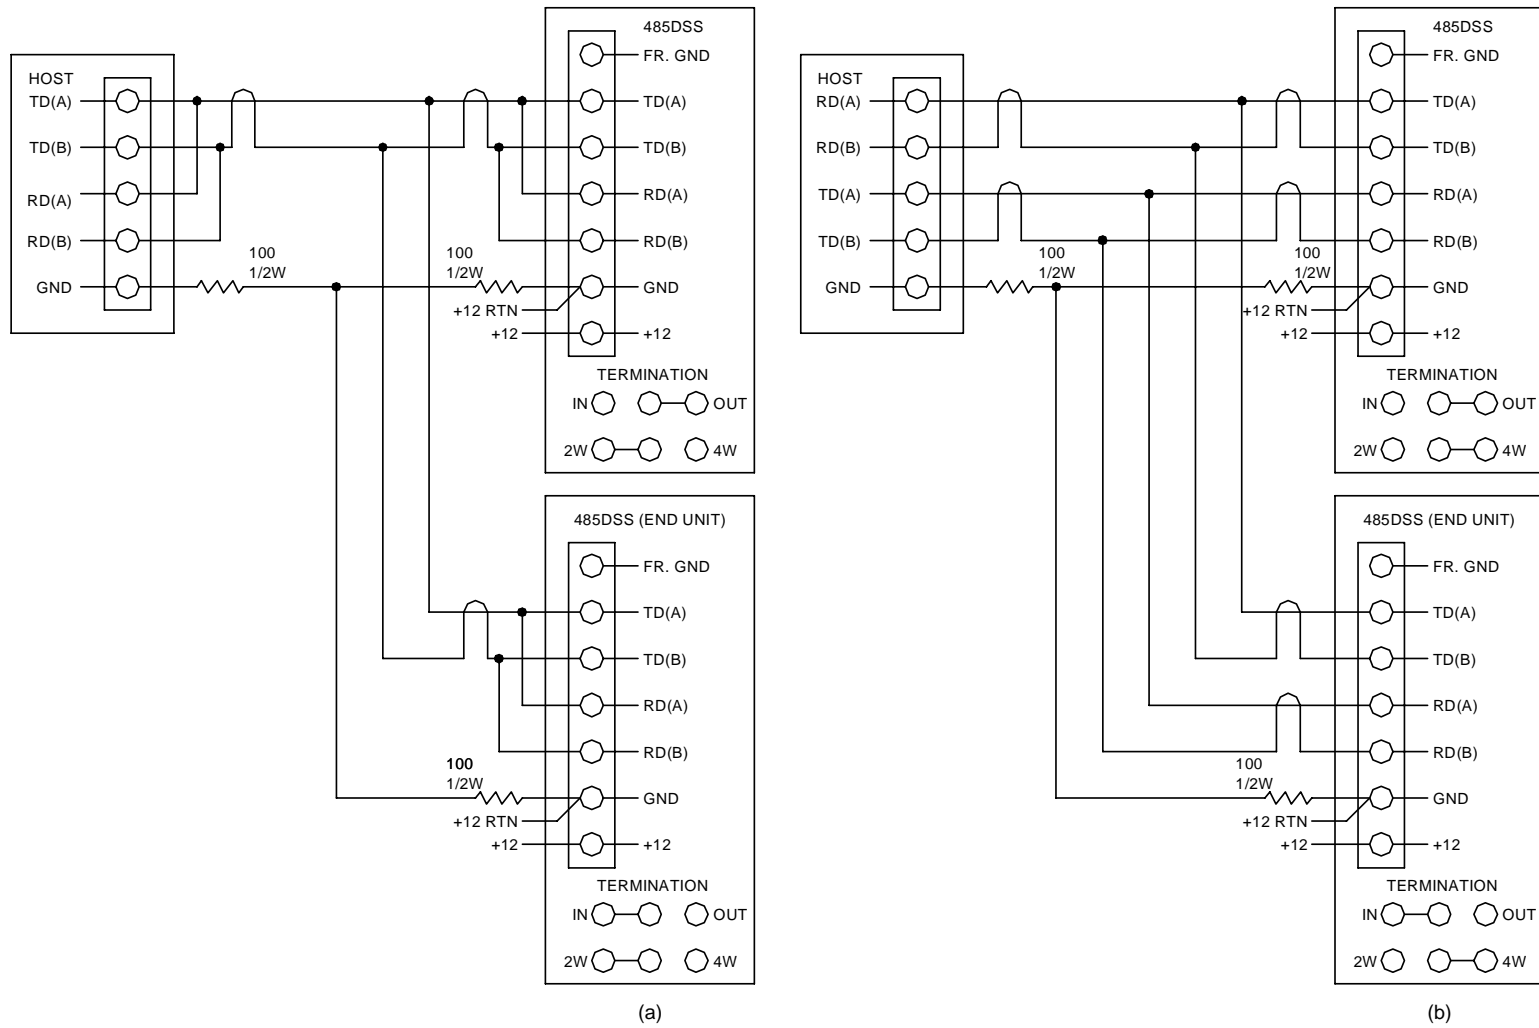 485DSS
FR. GND
HOST
TD(A)
TD(B)
RD(A)
RD(B)
GND
100
1/2W
100
1/2W
TD(A)
TD(B)
RD(A)
RD(B)
GND
+12 RTN
+12
+12
TERMINATION
IN
OUT
2W
4W
485DSS (END UNIT)
FR. GND
TD(A)
TD(B)
RD(A)
RD(B)
100
1/2W
GND
+12 RTN
+12
+12
TERMINATION
IN
OUT
2W
4W
(a)
485DSS
FR. GND
HOST
RD(A)
RD(B)
TD(A)
TD(B)
GND
100
1/2W
100
1/2W
TD(A)
TD(B)
RD(A)
RD(B)
GND
+12 RTN
+12
+12
TERMINATION
IN
OUT
2W
4W
485DSS (END UNIT)
FR. GND
TD(A)
TD(B)
RD(A)
RD(B)
100
1/2W
GND
+12 RTN
+12
+12
TERMINATION
IN
OUT
2W
4W
(b)